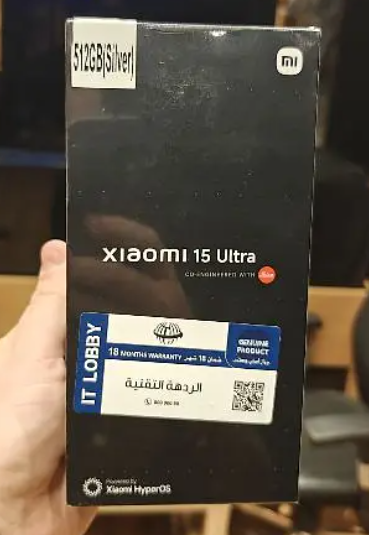 512GB(Silver)
mi
xiaomi 15 Ultra
CO-ENGINEERED WITH Leica
IT LOBBY
18 MONTHS WARRANTY ضمان 18 شهر
GENUINE
PRODUCT
الردهة التقنية
Powered by
Xiaomi HyperOS